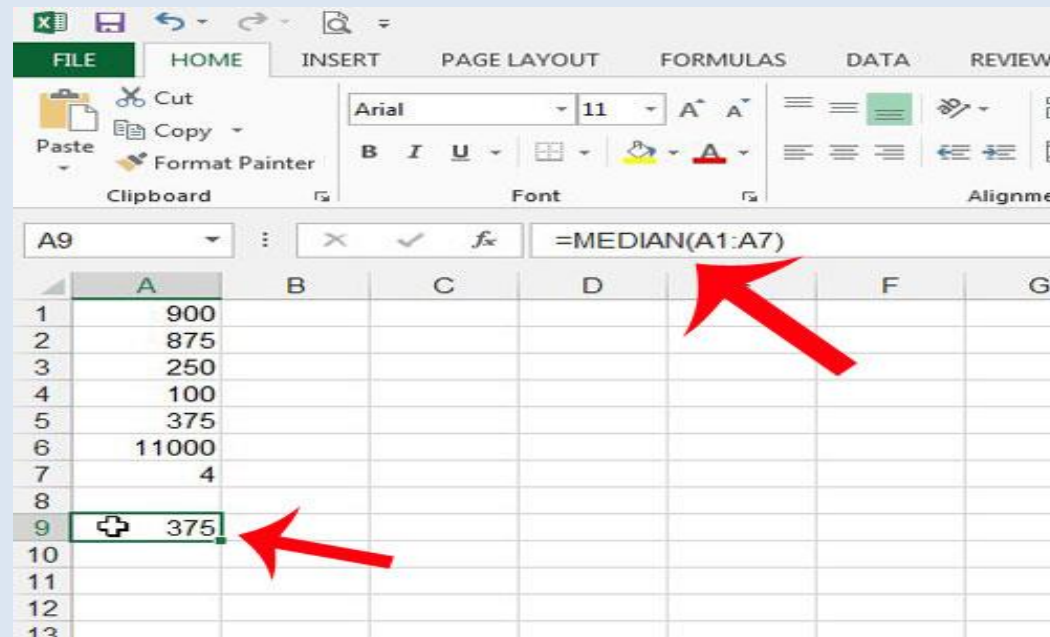 FILE HOME INSERT PAGE LAYOUT FORMULAS DATA REVIEW
Cut
Copy
Format Painter
Paste
Arial 11 A A
B I U A
Clipboard Font
A9 fx =MEDIAN(A1:A7)
A B C D F G
1 900
2 875
3 250
4 100
5 375
6 11000
7 4
8
9 375
10
11
12
13